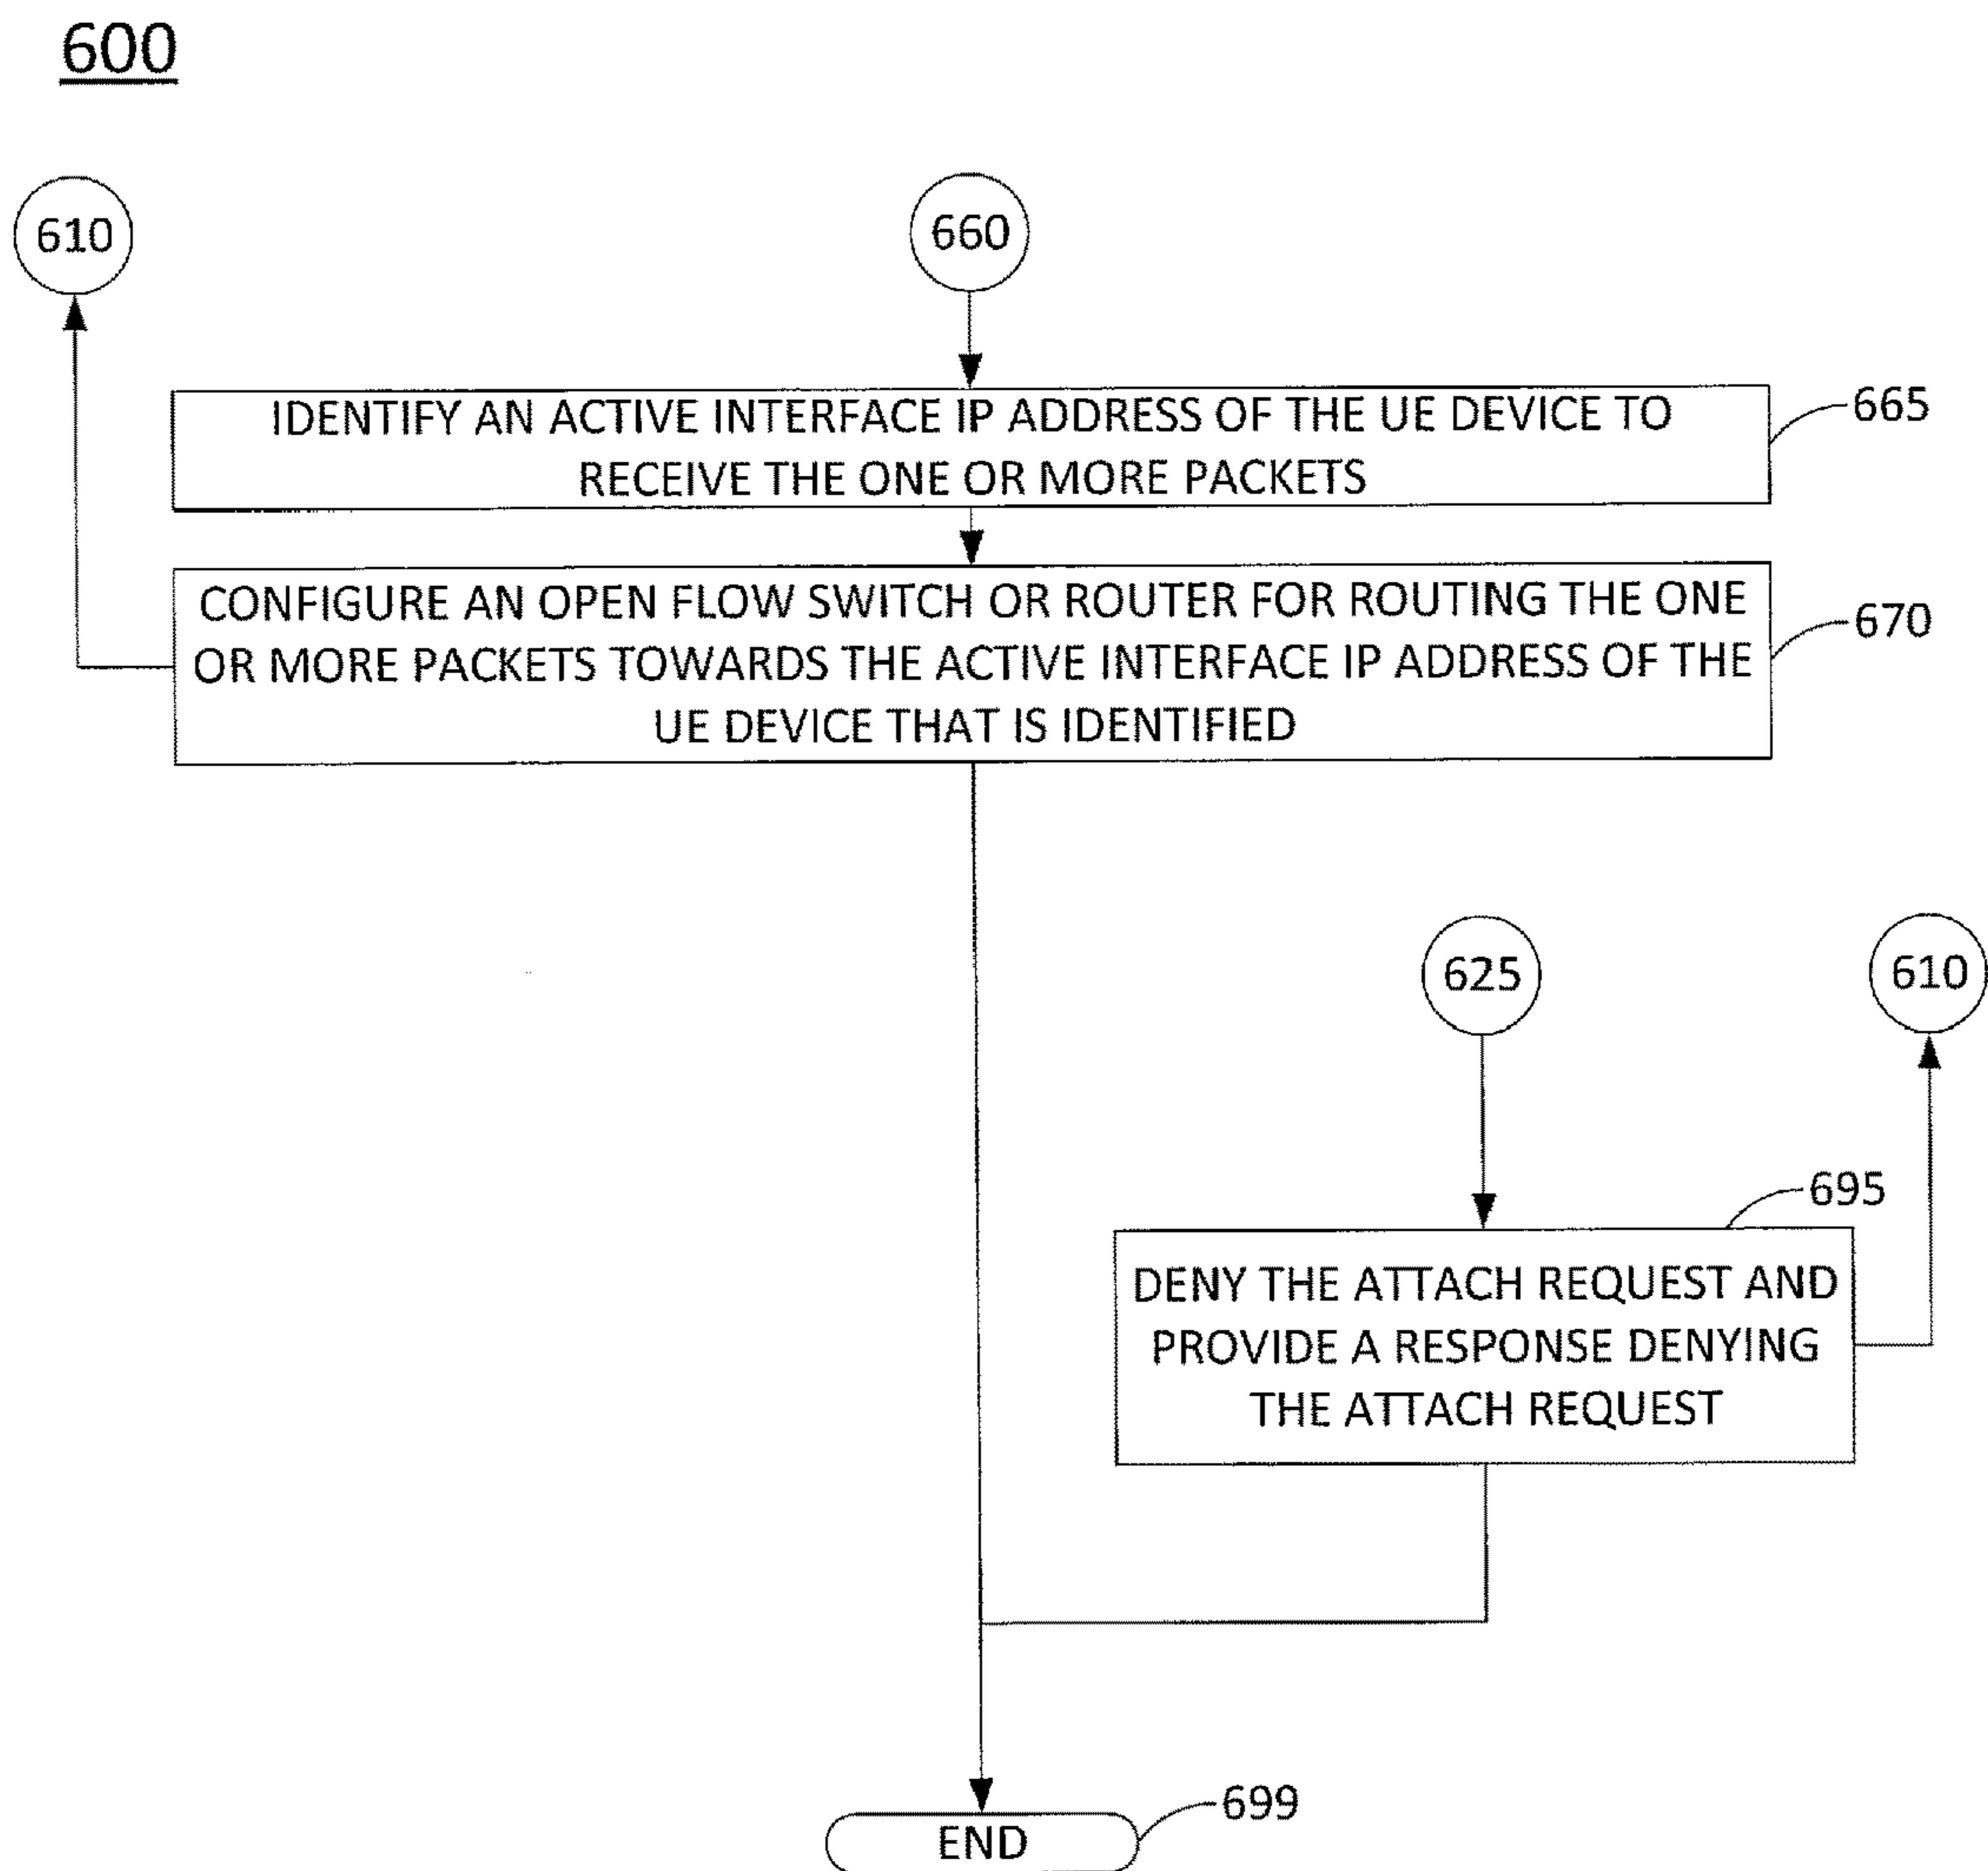 600
610
660
IDENTIFY AN ACTIVE INTERFACE IP ADDRESS OF THE UE DEVICE TO
RECEIVE THE ONE OR MORE PACKETS
665
CONFIGURE AN OPEN FLOW SWITCH OR ROUTER FOR ROUTING THE ONE
OR MORE PACKETS TOWARDS THE ACTIVE INTERFACE IP ADDRESS OF THE
UE DEVICE THAT IS IDENTIFIED
670
625
610
695
DENY THE ATTACH REQUEST AND
PROVIDE A RESPONSE DENYING
THE ATTACH REQUEST
699
END